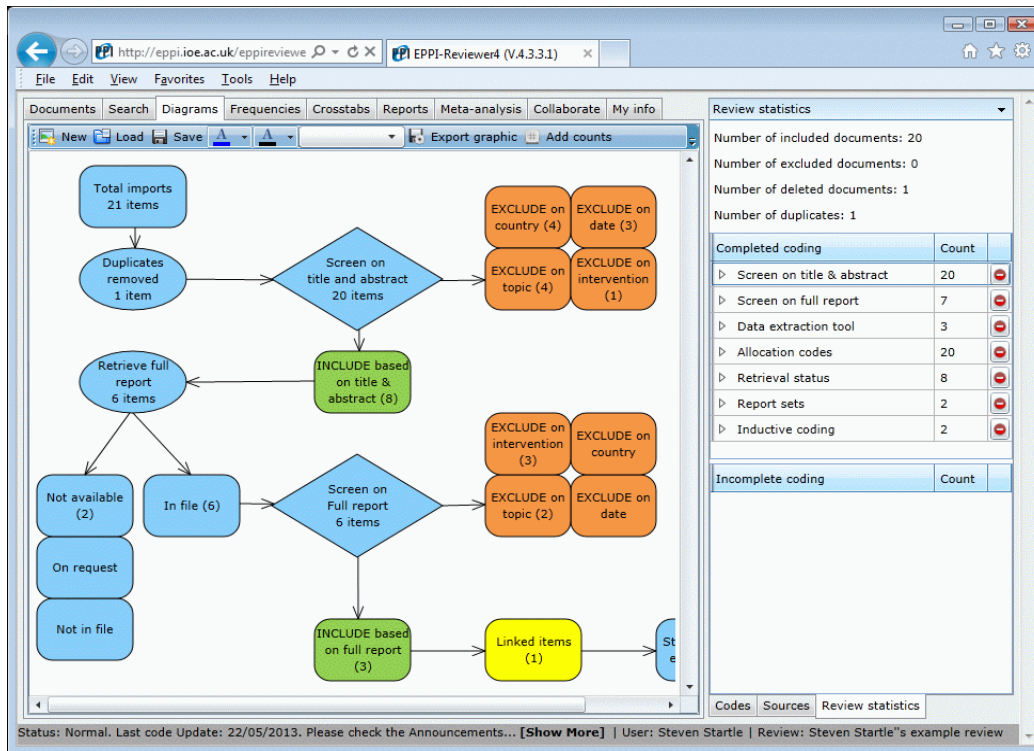 http://eppi.ioe.ac.uk/eppireviewe
EPPI-Reviewer4 (V.4.3.3.1)
File Edit View Favorites Tools Help
Documents Search Diagrams Frequencies Crosstabs Reports Meta-analysis Collaborate My info
New Load Save A A Export graphic Add counts
Total imports
21 items
Duplicates
removed
1 item
Screen on
title and abstract
20 items
EXCLUDE on
country (4)
EXCLUDE on
date (3)
EXCLUDE on
topic (4)
EXCLUDE on
intervention
(1)
INCLUDE based
on title &
abstract (8)
Retrieve full
report
6 items
Not available
(2)
On request
Not in file
In file (6)
Screen on
Full report
6 items
EXCLUDE on
intervention
(3)
EXCLUDE on
country
EXCLUDE on
topic (2)
EXCLUDE on
date
INCLUDE based
on full report
(3)
Linked items
(1)
St
e
Review statistics
Number of included documents: 20
Number of excluded documents: 0
Number of deleted documents: 1
Number of duplicates: 1
Completed coding Count
Screen on title & abstract 20
Screen on full report 7
Data extraction tool 3
Allocation codes 20
Retrieval status 8
Report sets 2
Inductive coding 2
Incomplete coding Count
Codes Sources Review statistics
Status: Normal. Last code Update: 22/05/2013. Please check the Announcements... [Show More] | User: Steven Startle | Review: Steven Startle"s example review